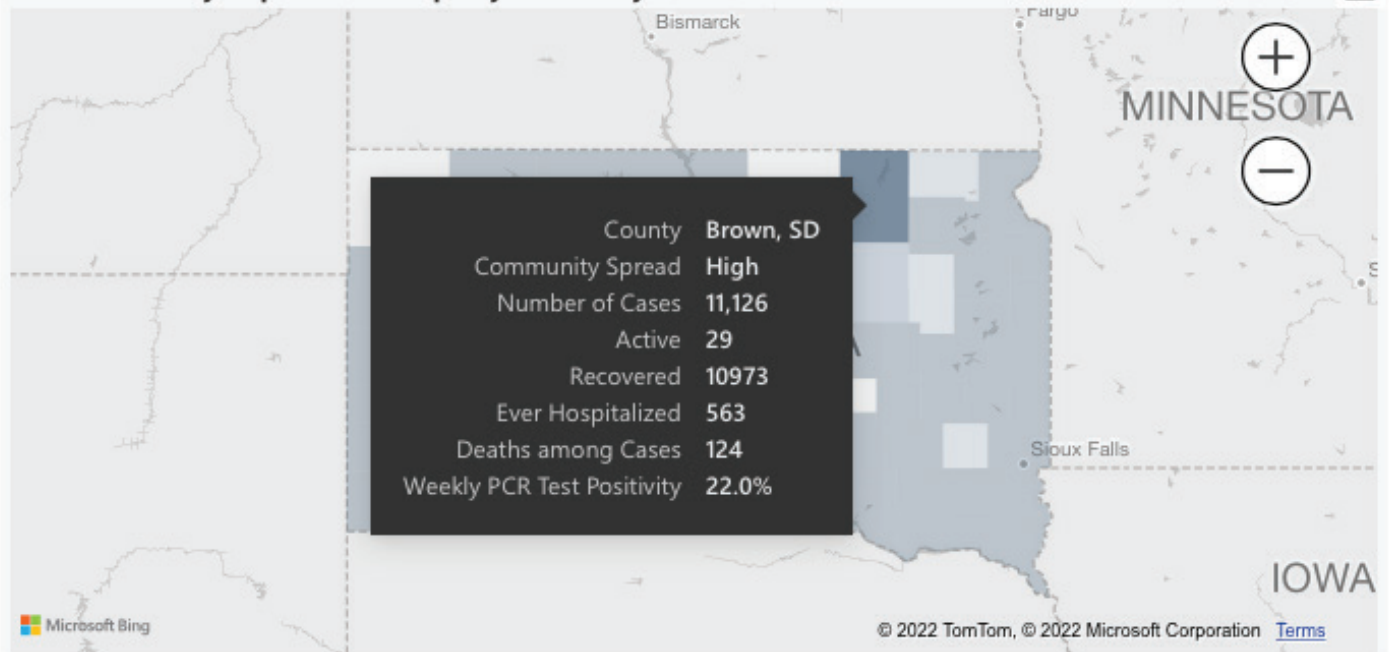 Bismarck
Fargo
MINNESOTA
County Brown, SD
Community Spread High
Number of Cases 11,126
Active 29
Recovered 10973
Ever Hospitalized 563
Deaths among Cases 124
Weekly PCR Test Positivity 22.0%
Sioux Falls
IOWA
Microsoft Bing
© 2022 TomTom, © 2022 Microsoft Corporation Terms